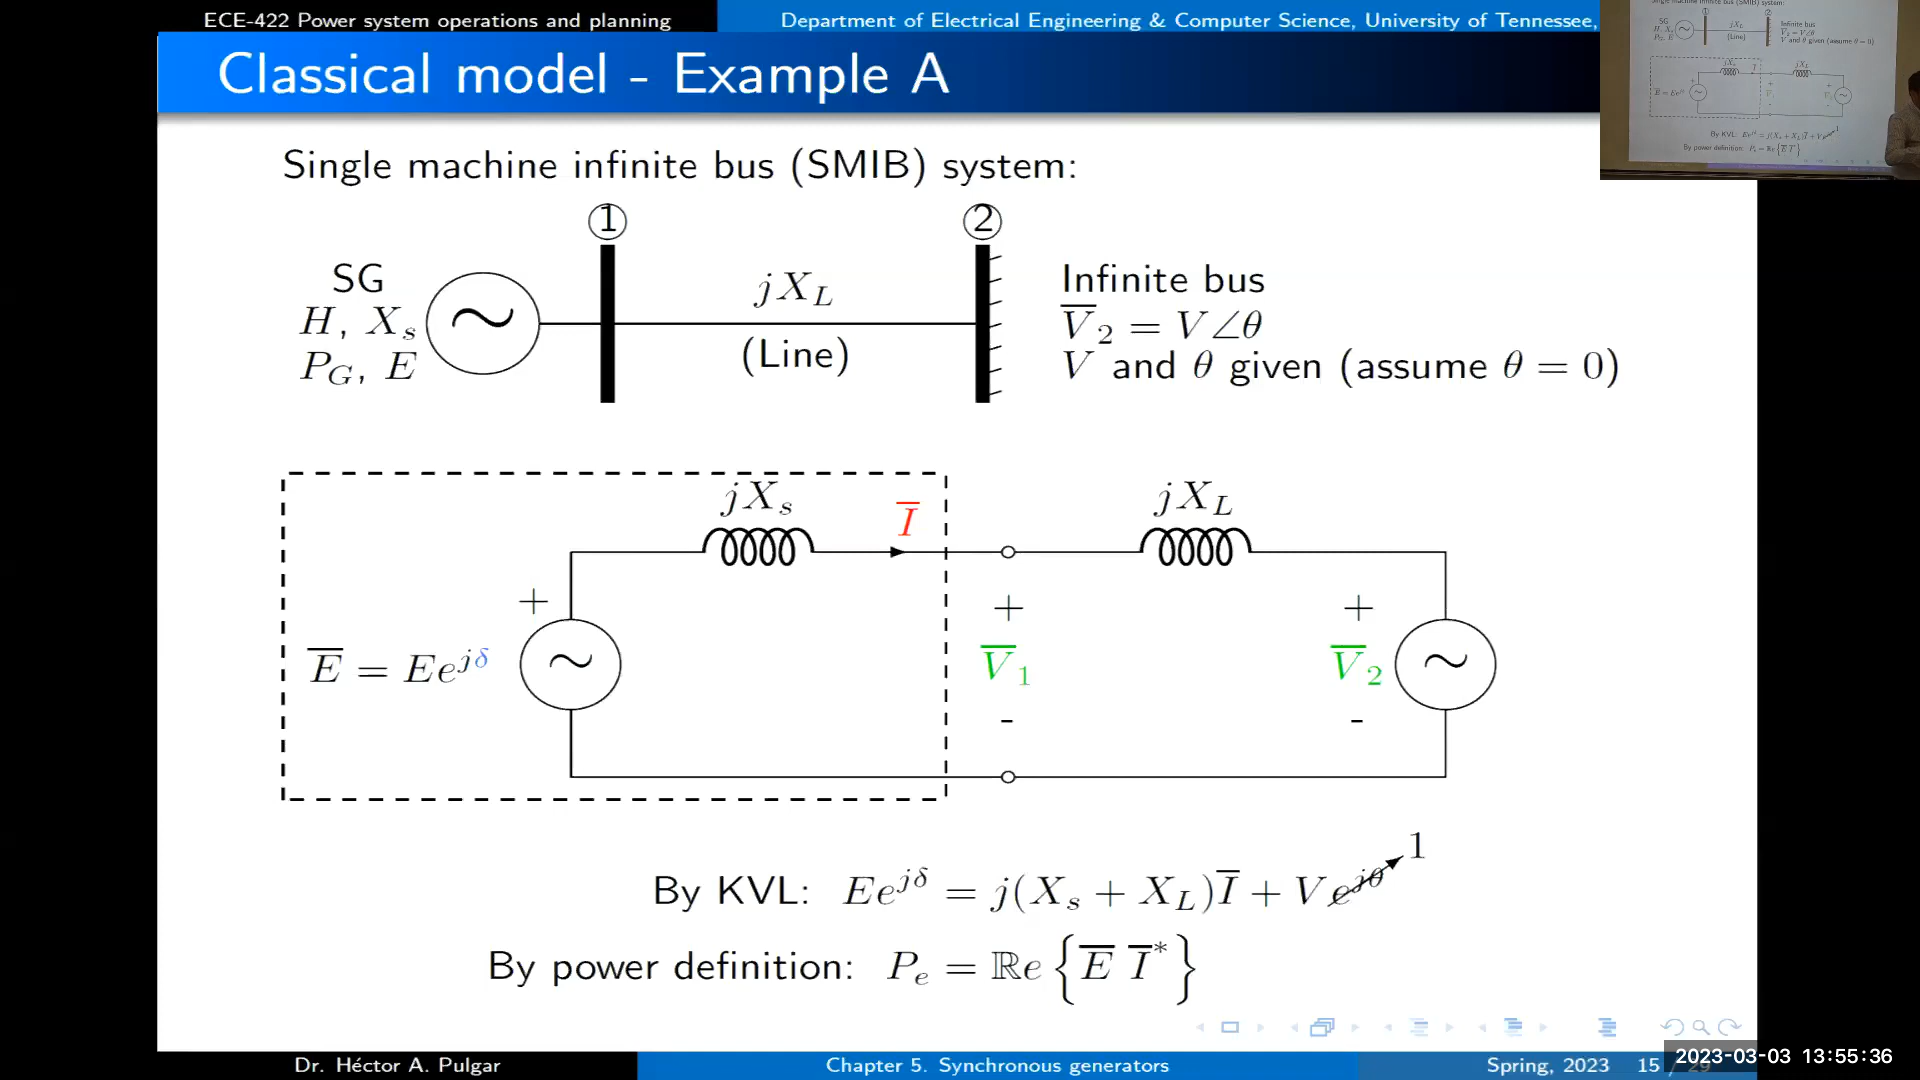 ECE-422 Power system operations and planning
Department of Electrical Engineering & Computer Science, University of Tennessee,
Classical model - Example A
Single machine infinite bus (SMIB) system:
① ②
SG
H, X_s
P_G, E
~
jX_L
(Line)
Infinite bus
V̅_2 = V∠θ
V and θ given (assume θ = 0)
jX_s
I̅
jX_L
+
+
+
E̅ = Ee^{jδ}
~
V̅_1
V̅_2
~
-
-
By KVL: Ee^{jδ} = j(X_s + X_L)I̅ + Ve^{jθ} 1
By power definition: P_e = ℝe{E̅ I̅^*}
Dr. Héctor A. Pulgar
Chapter 5. Synchronous generators
Spring, 2023
15 /
2023-03-03 13:55:36